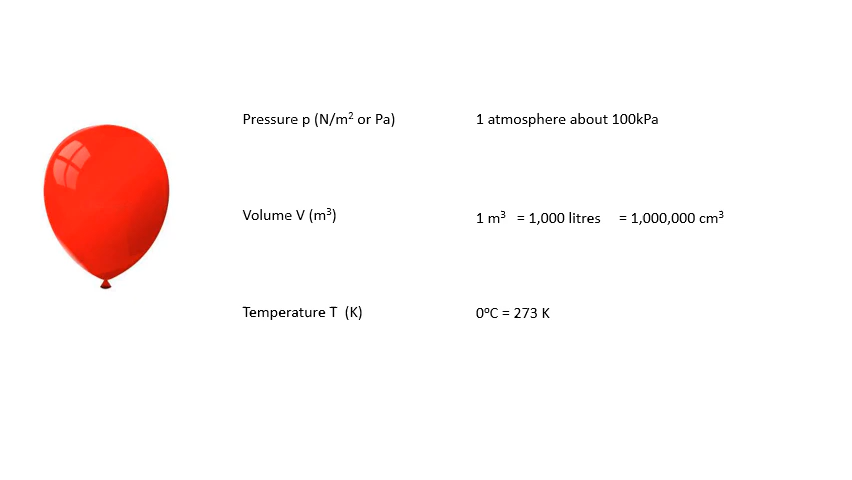 Pressure p (N/m² or Pa) 1 atmosphere about 100kPa
Volume V (m³) 1 m³ = 1,000 litres = 1,000,000 cm³
Temperature T (K) 0ºC = 273 K